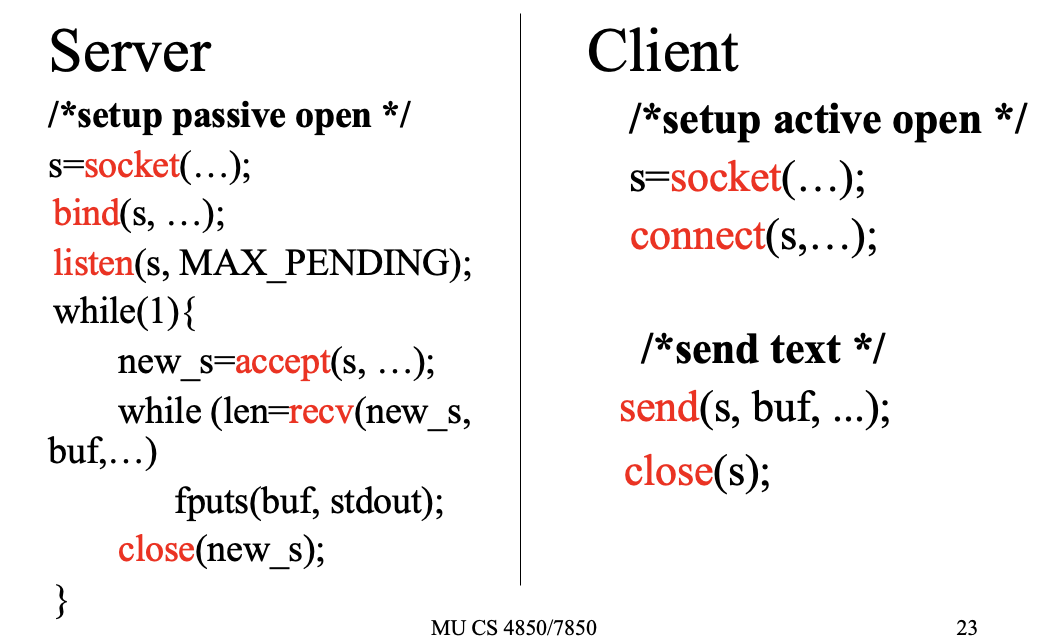 Server
/*setup passive open */
s=socket(…);
bind(s, …);
listen(s, MAX_PENDING);
while(1){
new_s=accept(s, …);
while (len=recv(new_s,
buf,…)
fputs(buf, stdout);
close(new_s);
}
Client
/*setup active open */
s=socket(…);
connect(s,…);
/*send text */
send(s, buf, ...);
close(s);
MU CS 4850/7850
23